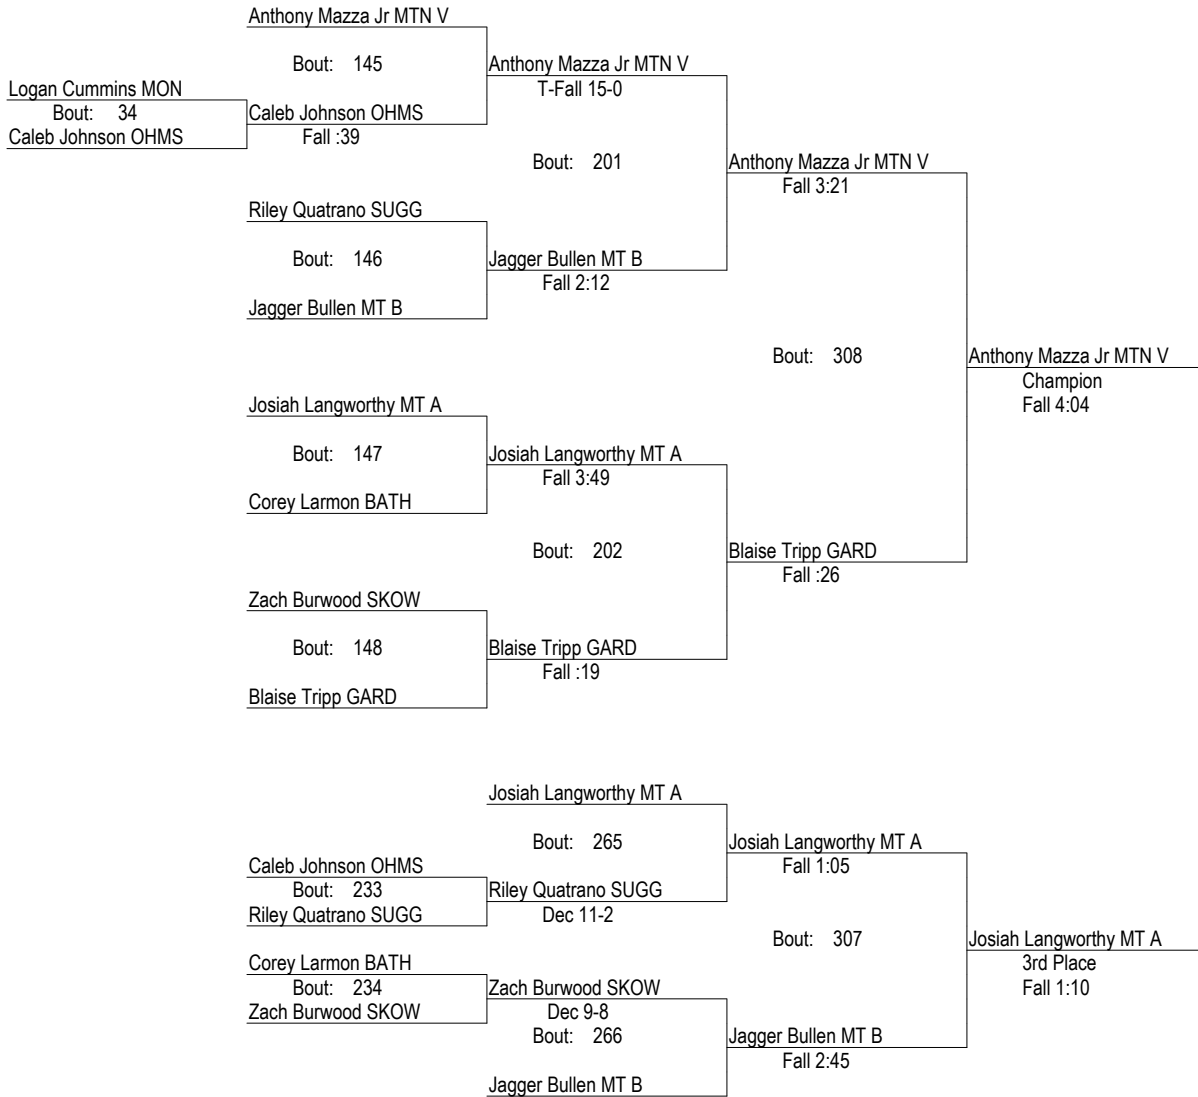 Anthony Mazza Jr MTN V
Bout: 145
Anthony Mazza Jr MTN V
T-Fall 15-0
Logan Cummins MON
Bout: 34
Caleb Johnson OHMS
Caleb Johnson OHMS
Fall :39
Bout: 201
Anthony Mazza Jr MTN V
Fall 3:21
Riley Quatrano SUGG
Bout: 146
Jagger Bullen MT B
Fall 2:12
Jagger Bullen MT B
Bout: 308
Anthony Mazza Jr MTN V
Champion
Fall 4:04
Josiah Langworthy MT A
Bout: 147
Josiah Langworthy MT A
Fall 3:49
Corey Larmon BATH
Bout: 202
Blaise Tripp GARD
Fall :26
Zach Burwood SKOW
Bout: 148
Blaise Tripp GARD
Fall :19
Blaise Tripp GARD
Josiah Langworthy MT A
Bout: 265
Josiah Langworthy MT A
Fall 1:05
Caleb Johnson OHMS
Bout: 233
Riley Quatrano SUGG
Riley Quatrano SUGG
Dec 11-2
Bout: 307
Josiah Langworthy MT A
3rd Place
Fall 1:10
Corey Larmon BATH
Bout: 234
Zach Burwood SKOW
Zach Burwood SKOW
Dec 9-8
Bout: 266
Jagger Bullen MT B
Fall 2:45
Jagger Bullen MT B